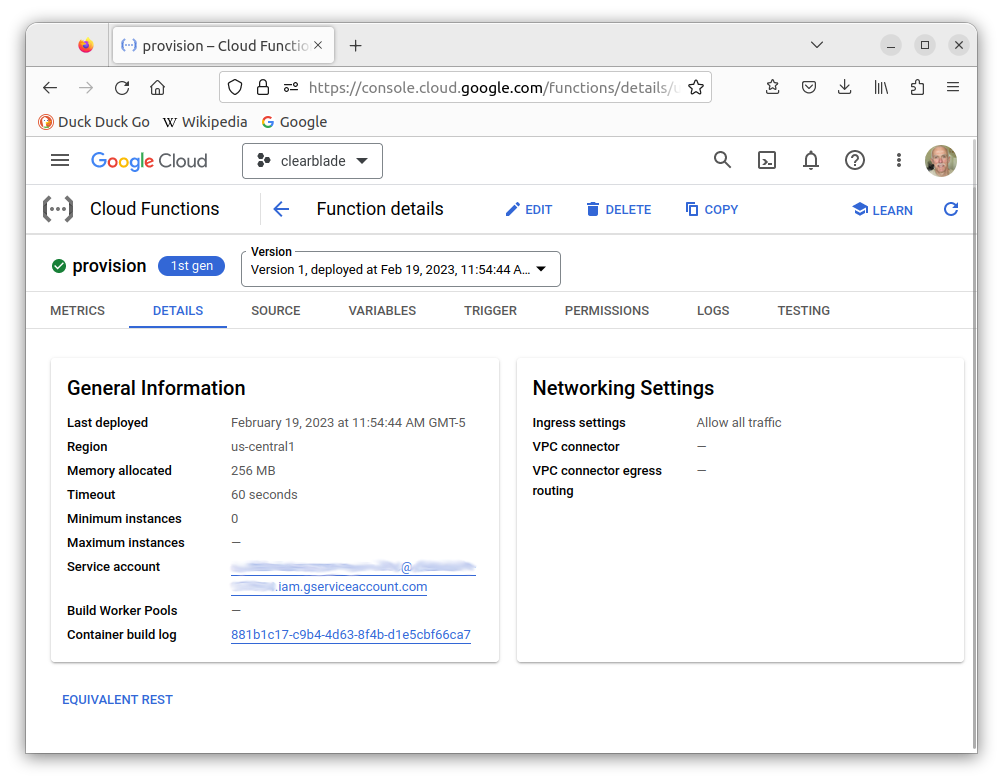 provision – Cloud Functio
https://console.cloud.google.com/functions/details/
Duck Duck Go Wikipedia Google
Google Cloud clearblade
Cloud Functions Function details EDIT DELETE COPY LEARN
provision 1st gen Version
Version 1, deployed at Feb 19, 2023, 11:54:44 A...
METRICS DETAILS SOURCE VARIABLES TRIGGER PERMISSIONS LOGS TESTING
General Information
Last deployed February 19, 2023 at 11:54:44 AM GMT-5
Region us-central1
Memory allocated 256 MB
Timeout 60 seconds
Minimum instances 0
Maximum instances —
Service account @
.iam.gserviceaccount.com
Build Worker Pools —
Container build log 881b1c17-c9b4-4d63-8f4b-d1e5cbf66ca7
Networking Settings
Ingress settings Allow all traffic
VPC connector —
VPC connector egress —
routing
EQUIVALENT REST